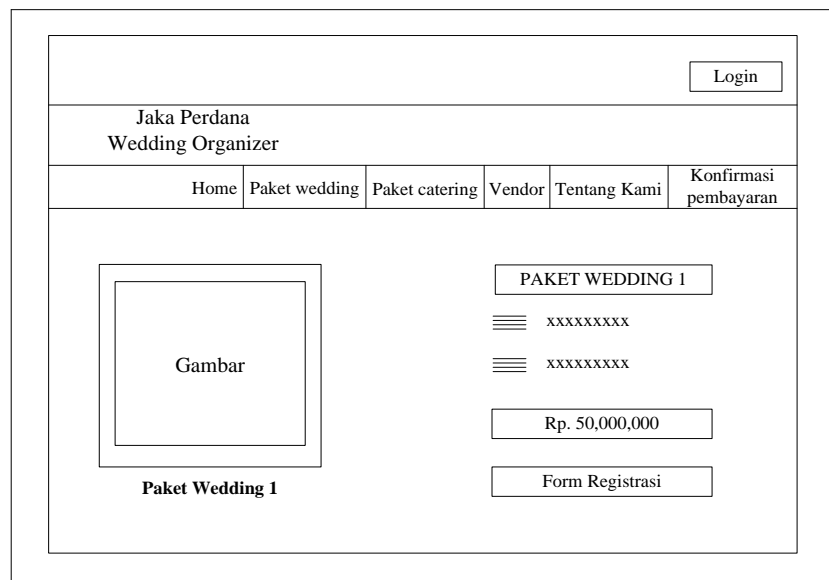 Login
Jaka Perdana
Wedding Organizer
Home Paket wedding Paket catering Vendor Tentang Kami Konfirmasi
pembayaran
Gambar
Paket Wedding 1
PAKET WEDDING 1
xxxxxxxxx
xxxxxxxxx
Rp. 50,000,000
Form Registrasi